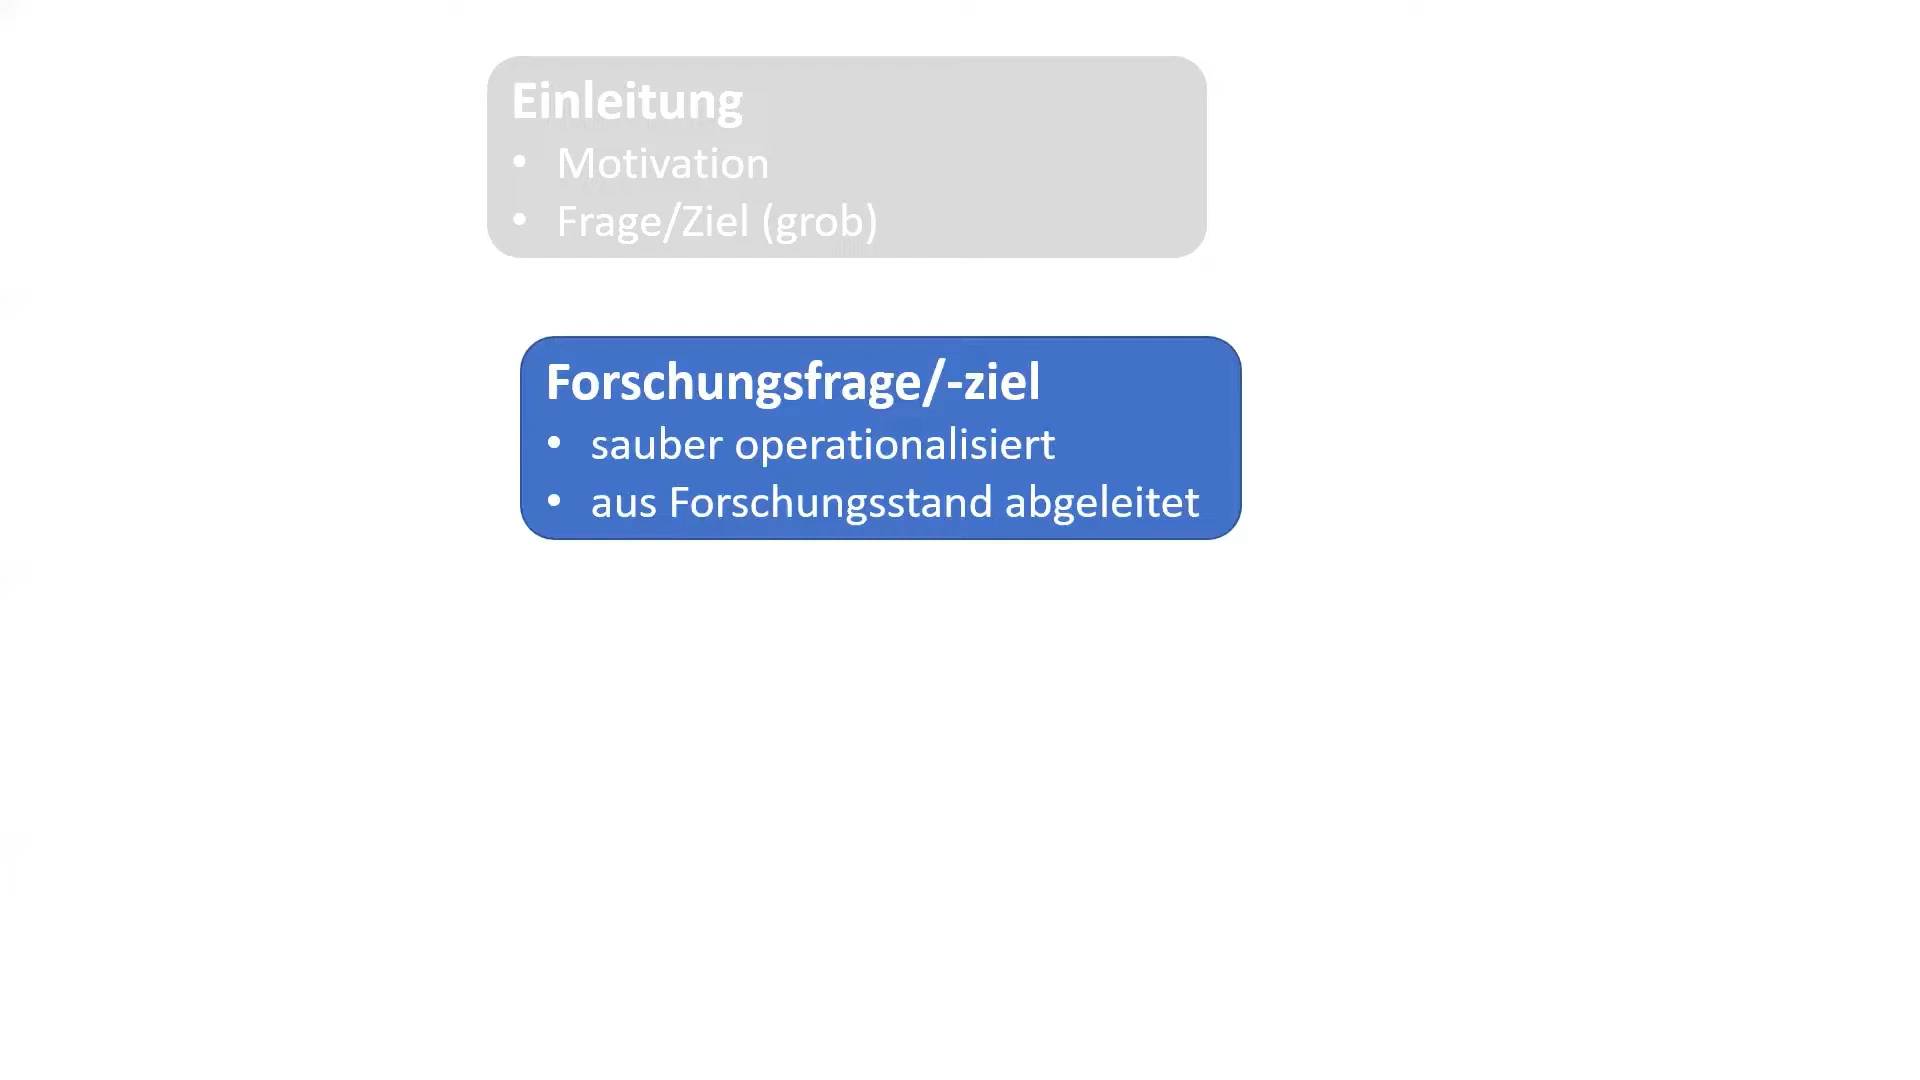 Einleitung
• Motivation
• Frage/Ziel (grob)
Forschungsfrage/-ziel
• sauber operationalisiert
• aus Forschungsstand abgeleitet